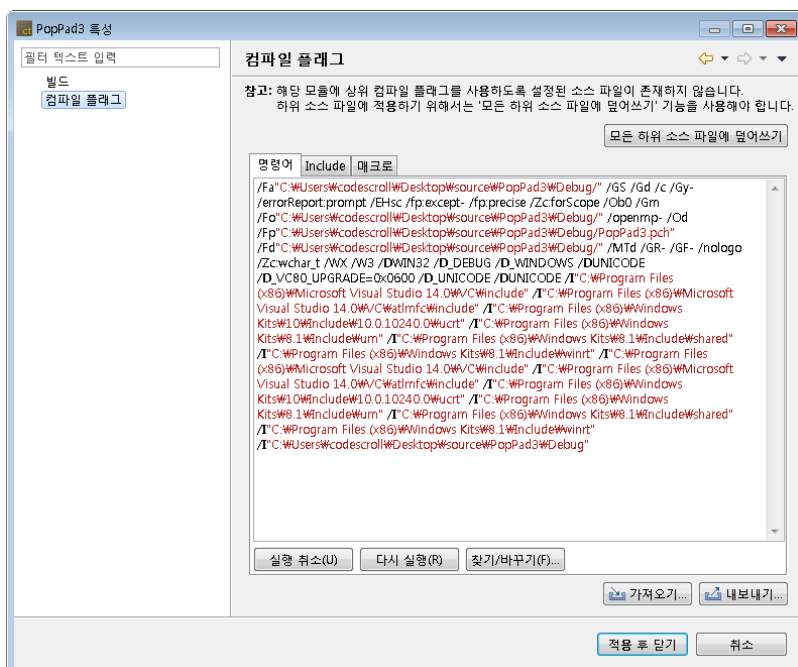 PopPad3 특성
필터 텍스트 입력
빌드
컴파일 플래그
컴파일 플래그
참고: 해당 모듈에 상위 컴파일 플래그를 사용하도록 설정된 소스 파일이 존재하지 않습니다.
하위 소스 파일에 적용하기 위해서는 '모든 하위 소스 파일에 덮어쓰기' 기능을 사용해야 합니다.
모든 하위 소스 파일에 덮어쓰기
명령어 Include 매크로
/Fa"C:₩Users₩codescroll₩Desktop₩source₩PopPad3₩Debug/" /GS /Gd /c /Gy-
/errorReport:prompt /EHsc /fp:except- /fp:precise /Zc:forScope /Ob0 /Gm
/Fo"C:₩Users₩codescroll₩Desktop₩source₩PopPad3₩Debug/" /openmp- /Od
/Fp"C:₩Users₩codescroll₩Desktop₩source₩PopPad3₩Debug/PopPad3.pch"
/Fd"C:₩Users₩codescroll₩Desktop₩source₩PopPad3₩Debug/" /MTd /GR- /GF- /nologo
/Zc:wchar_t /WX /W3 /DWIN32 /D_DEBUG /D_WINDOWS /DUNICODE
/D_VC80_UPGRADE=0x0600 /D_UNICODE /DUNICODE /I"C:₩Program Files
(x86)₩Microsoft Visual Studio 14.0₩VC₩include" /I"C:₩Program Files (x86)₩Microsoft
Visual Studio 14.0₩VC₩atlmfc₩include" /I"C:₩Program Files (x86)₩Windows
Kits₩10₩Include₩10.0.10240.0₩ucrt" /I"C:₩Program Files (x86)₩Windows
Kits₩8.1₩Include₩um" /I"C:₩Program Files (x86)₩Windows Kits₩8.1₩Include₩shared"
/I"C:₩Program Files (x86)₩Windows Kits₩8.1₩Include₩winrt" /I"C:₩Program Files
(x86)₩Microsoft Visual Studio 14.0₩VC₩include" /I"C:₩Program Files (x86)₩Microsoft
Visual Studio 14.0₩VC₩atlmfc₩include" /I"C:₩Program Files (x86)₩Windows
Kits₩10₩Include₩10.0.10240.0₩ucrt" /I"C:₩Program Files (x86)₩Windows
Kits₩8.1₩Include₩um" /I"C:₩Program Files (x86)₩Windows Kits₩8.1₩Include₩shared"
/I"C:₩Program Files (x86)₩Windows Kits₩8.1₩Include₩winrt"
/I"C:₩Users₩codescroll₩Desktop₩source₩PopPad3₩Debug"
실행 취소(U) 다시 실행(R) 찾기/바꾸기(F)...
가져오기... 내보내기...
적용 후 닫기 취소